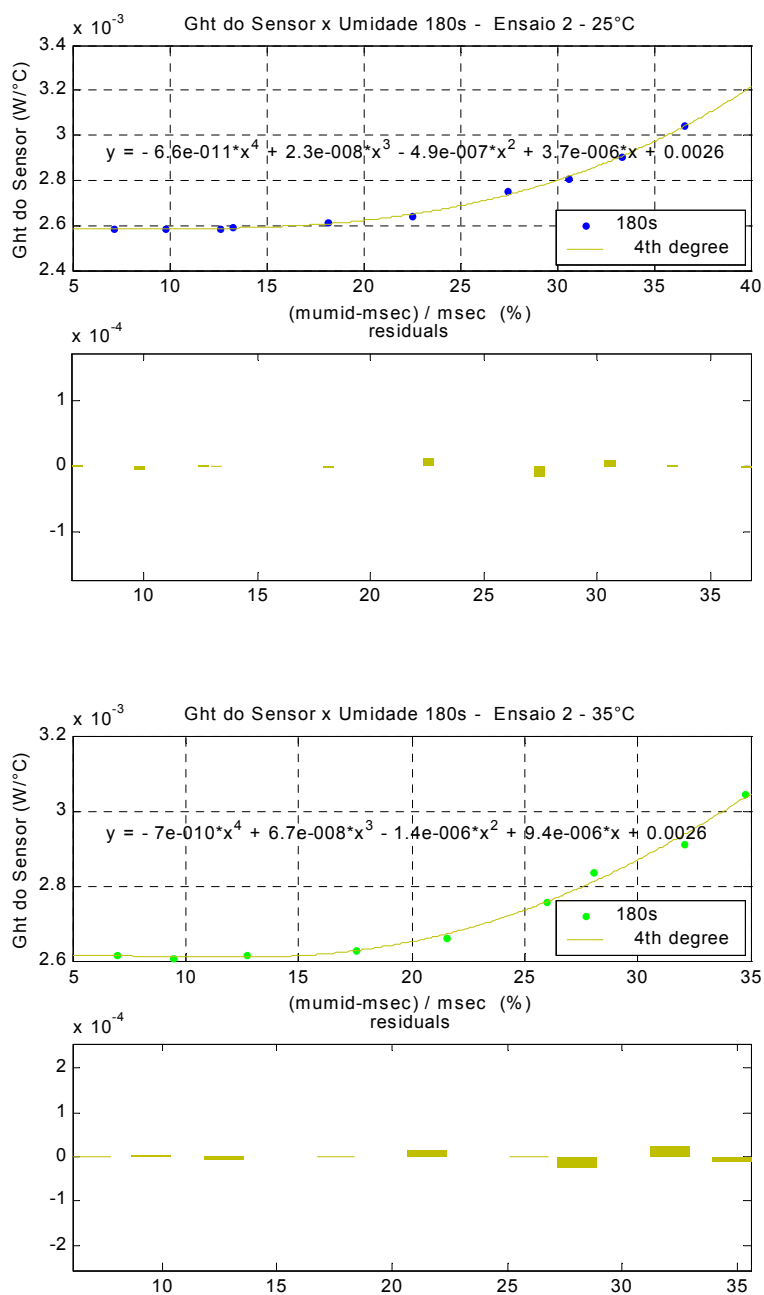 x 10-3
Ght do Sensor x Umidade 180s - Ensaio 2 - 25°C
3.4
3.2
3
2.8
2.6
2.4
Ght do Sensor (W/°C)
y = - 6.6e-011*x4 + 2.3e-008*x3 - 4.9e-007*x2 + 3.7e-006*x + 0.0026
180s
4th degree
5 10 15 20 25 30 35 40
(mumid-msec) / msec (%)
x 10-4
residuals
1
0
-1
10 15 20 25 30 35
x 10-3
Ght do Sensor x Umidade 180s - Ensaio 2 - 35°C
3.2
3
2.8
2.6
Ght do Sensor (W/°C)
y = - 7e-010*x4 + 6.7e-008*x3 - 1.4e-006*x2 + 9.4e-006*x + 0.0026
180s
4th degree
5 10 15 20 25 30 35
(mumid-msec) / msec (%)
x 10-4
residuals
2
1
0
-1
-2
10 15 20 25 30 35